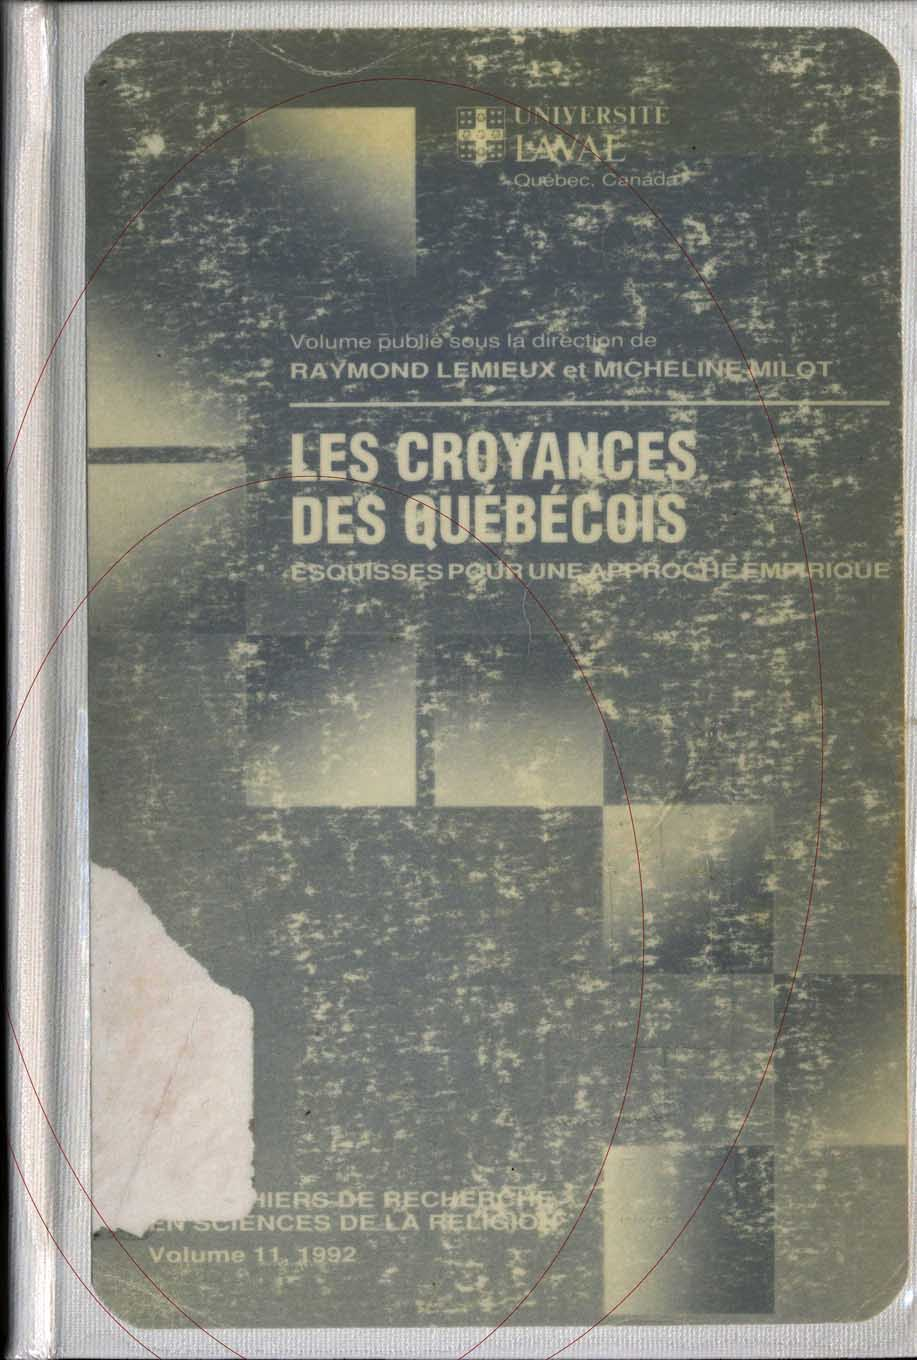 UNIVERSITÉ
LAVAL
Québec, Canada
Volume publié sous la direction de
RAYMOND LEMIEUX et MICHELINE MILOT
LES CROYANCES
DES QUÉBÉCOIS
ESQUISSES POUR UNE APPROCHE EMPIRIQUE
HIERS DE RECHERCHE
EN SCIENCES DE LA RELIGION
Volume 11, 1992